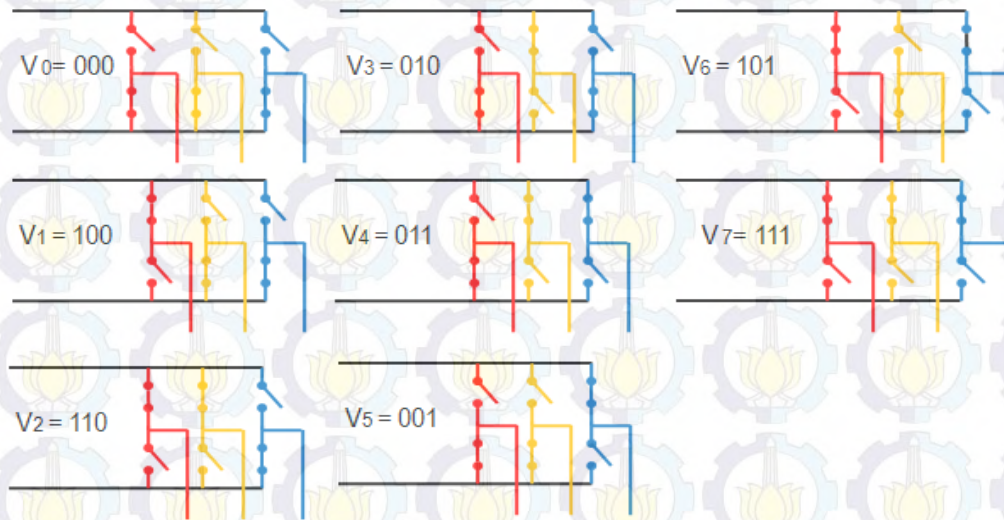 V0= 000
V3 = 010
V6 = 101
V1 = 100
V4 = 011
V7= 111
V2 = 110
V5 = 001